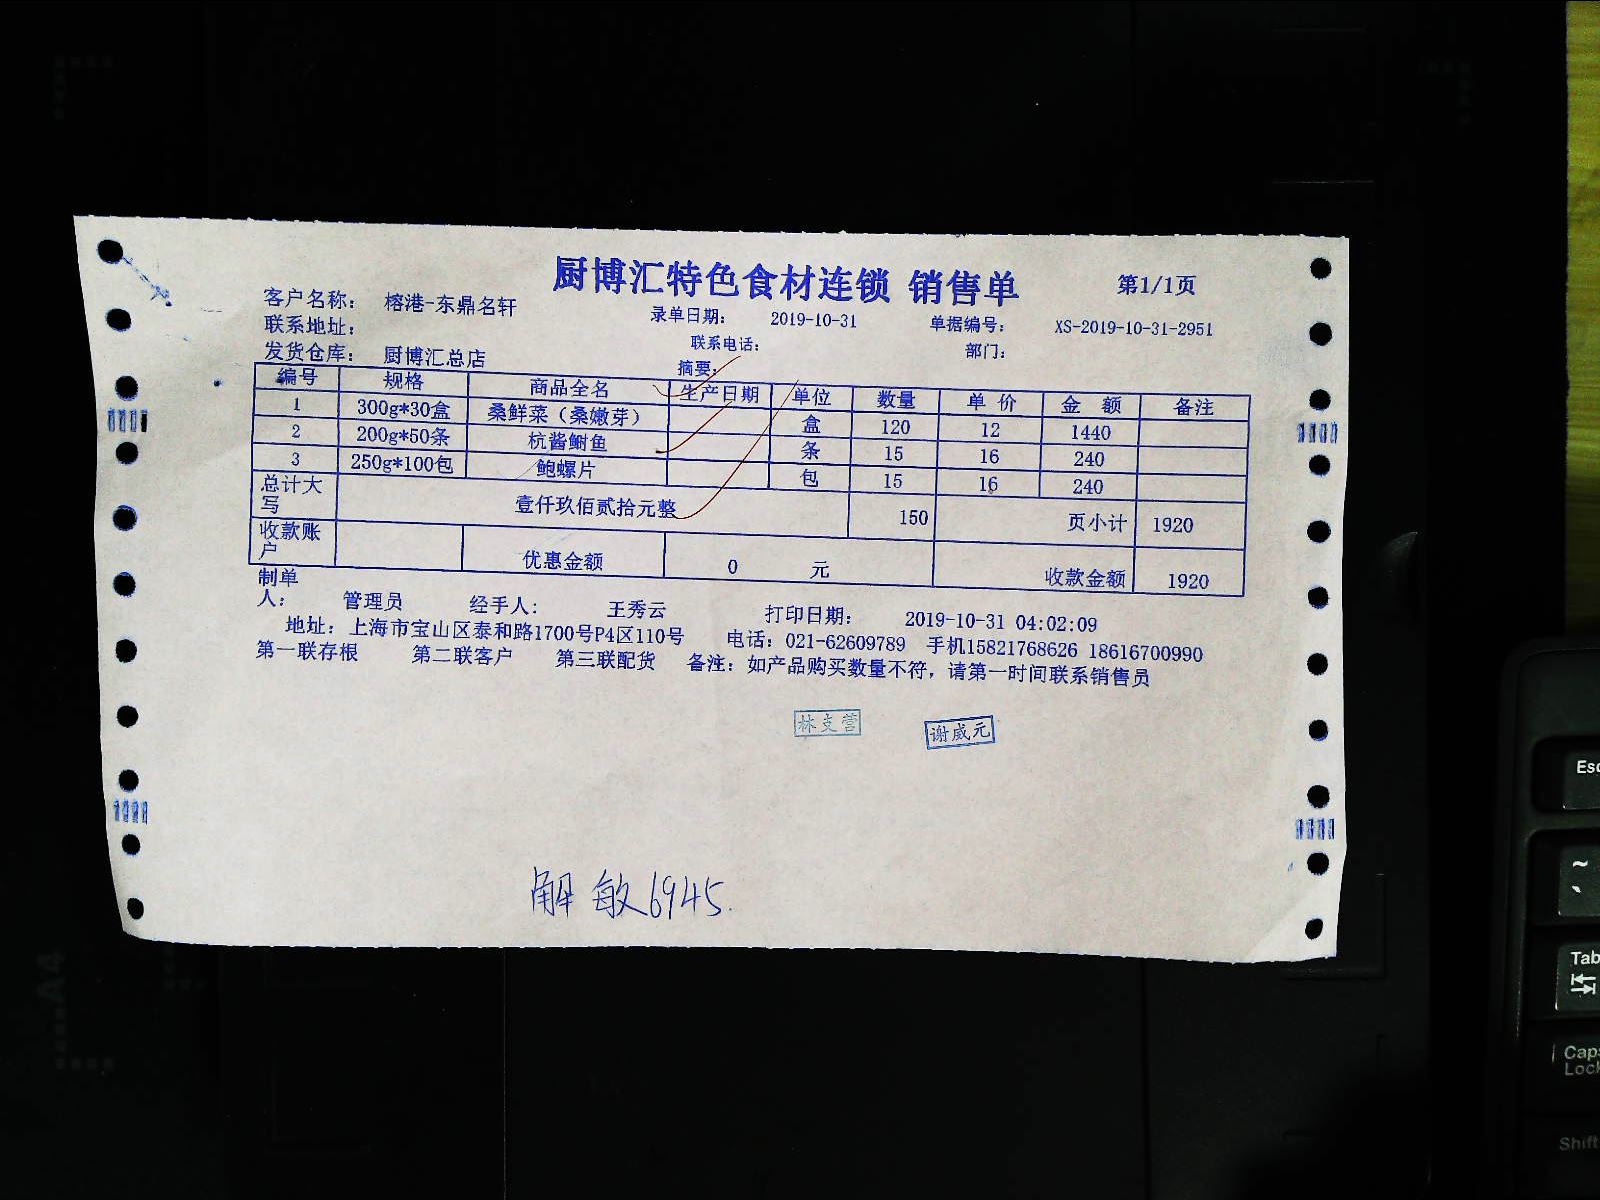 厨博汇特色食材连锁 销售单 第1/1页
客户名称: 榕港-东鼎名轩 录单日期: 2019-10-31 单据编号: XS-2019-10-31-2951
联系地址: 联系电话: 部门:
发货仓库: 厨博汇总店 摘要:
编号 规格 商品全名 生产日期 单位 数量 单 价 金 额 备注
1 300g*30盒 桑鲜菜（桑嫩芽） 盒 120 12 1440
2 200g*50条 杭酱鲥鱼 条 15 16 240
3 250g*100包 鲍螺片 包 15 16 240
总计大写 壹仟玖佰贰拾元整 150 页小计 1920
收款账户 优惠金额 0 元 收款金额 1920
制单人: 管理员 经手人: 王秀云 打印日期: 2019-10-31 04:02:09
地址: 上海市宝山区泰和路1700号P4区110号 电话: 021-62609789 手机15821768626 18616700990
第一联存根 第二联客户 第三联配货 备注: 如产品购买数量不符, 请第一时间联系销售员
林支营 谢威元
解敏6945.
Esc
~
`
Tab
Caps
Lock
Shift